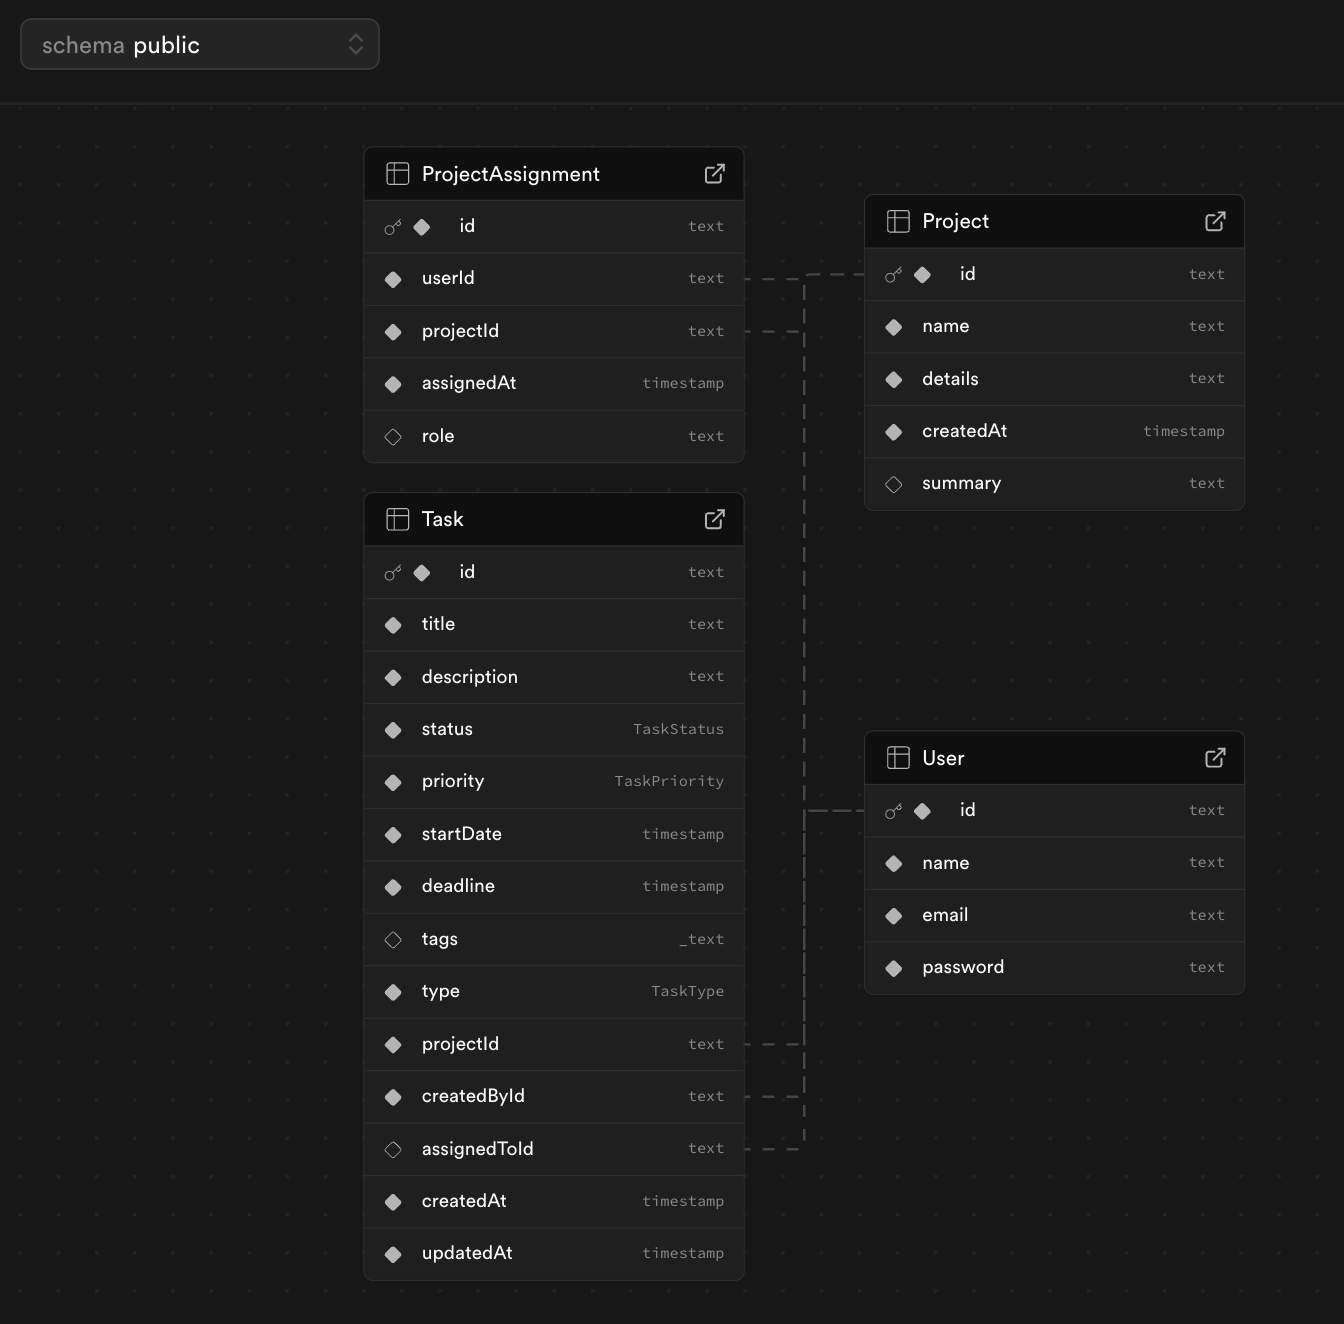 schema public
ProjectAssignment
id text
userId text
projectId text
assignedAt timestamp
role text
Task
id text
title text
description text
status TaskStatus
priority TaskPriority
startDate timestamp
deadline timestamp
tags _text
type TaskType
projectId text
createdById text
assignedToId text
createdAt timestamp
updatedAt timestamp
Project
id text
name text
details text
createdAt timestamp
summary text
User
id text
name text
email text
password text